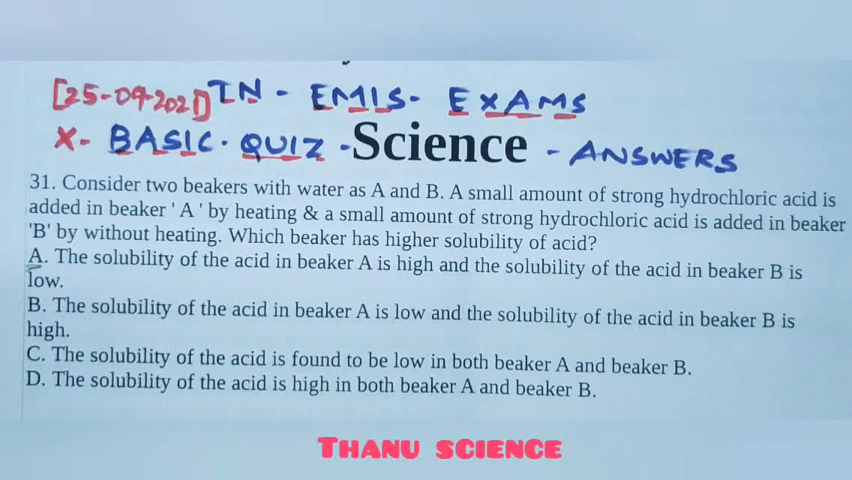 [25-09-2021] TN - EMIS - EXAMS
X - BASIC - QUIZ - Science - ANSWERS
31. Consider two beakers with water as A and B. A small amount of strong hydrochloric acid is
added in beaker ' A ' by heating & a small amount of strong hydrochloric acid is added in beaker
'B' by without heating. Which beaker has higher solubility of acid?
A. The solubility of the acid in beaker A is high and the solubility of the acid in beaker B is
low.
B. The solubility of the acid in beaker A is low and the solubility of the acid in beaker B is
high.
C. The solubility of the acid is found to be low in both beaker A and beaker B.
D. The solubility of the acid is high in both beaker A and beaker B.
THANU SCIENCE